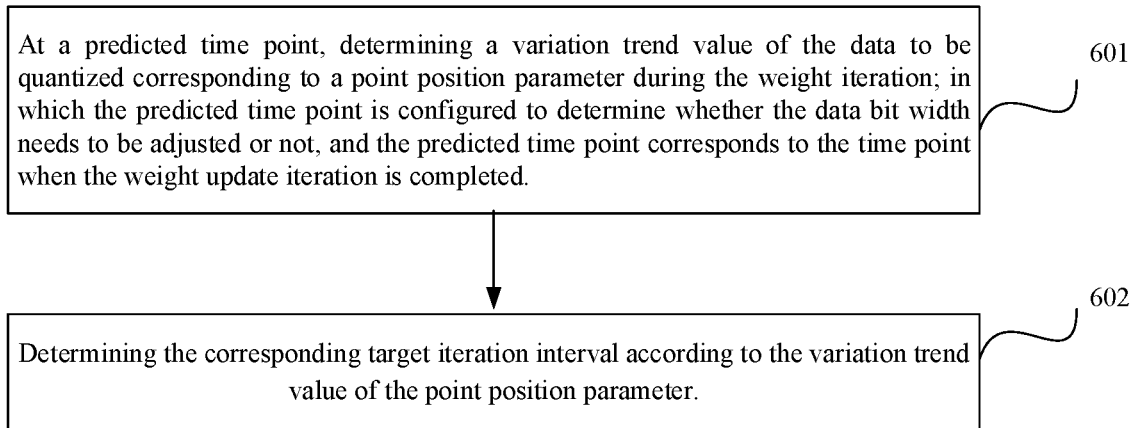 At a predicted time point, determining a variation trend value of the data to be
quantized corresponding to a point position parameter during the weight iteration; in
which the predicted time point is configured to determine whether the data bit width
needs to be adjusted or not, and the predicted time point corresponds to the time point
when the weight update iteration is completed.
601
602
Determining the corresponding target iteration interval according to the variation trend
value of the point position parameter.